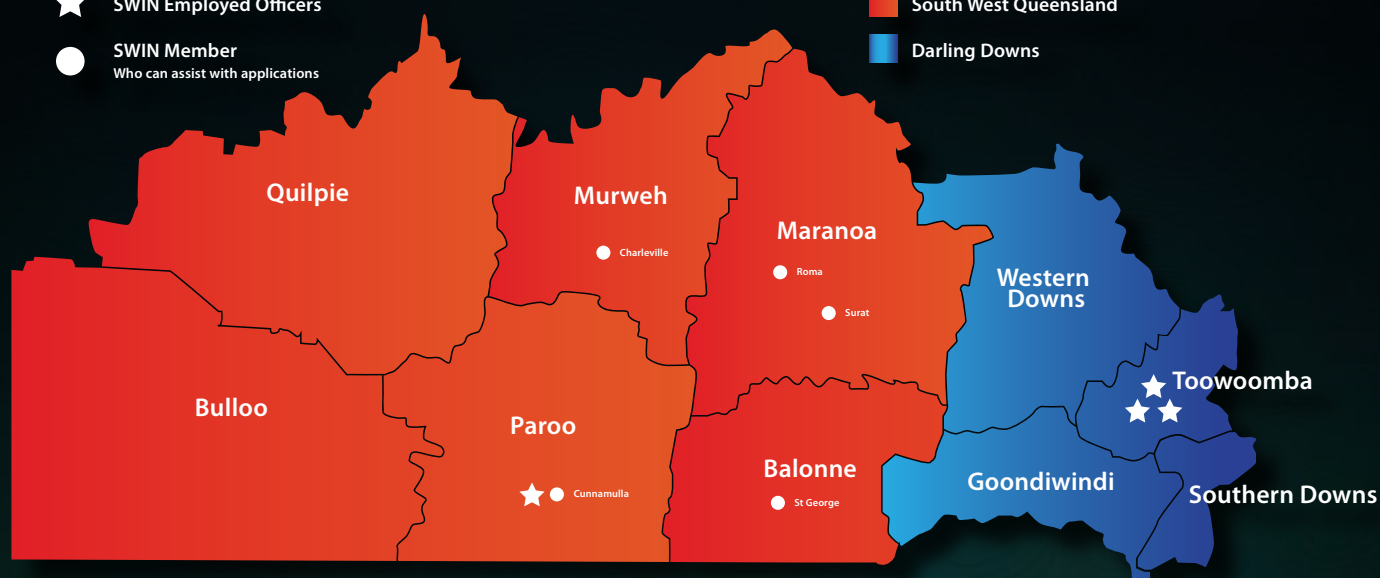 SWIN Employed Officers
SWIN Member
Who can assist with applications
South West Queensland
Darling Downs
Quilpie
Murweh
Charleville
Maranoa
Roma
Surat
Western
Downs
Toowoomba
Bulloo
Paroo
Cunnamulla
Balonne
St George
Goondiwindi
Southern Downs